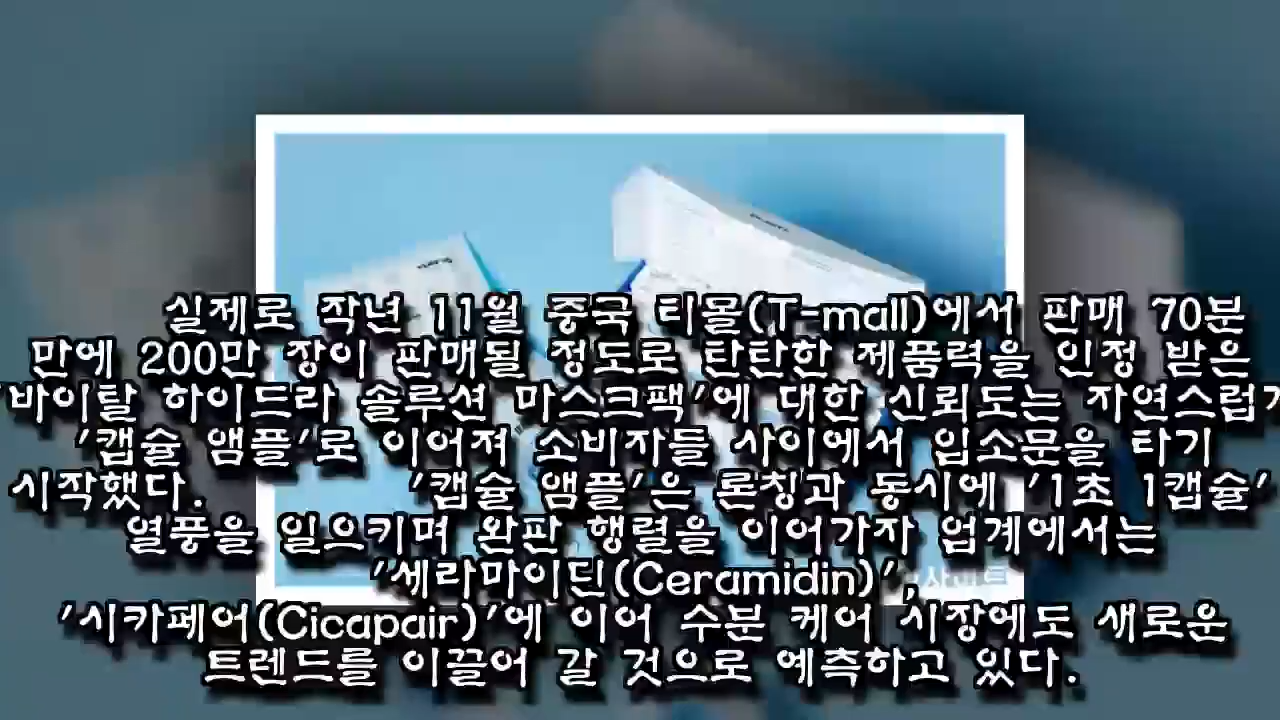 실제로 작년 11월 중국 티몰(T-mall)에서 판매 70분
만에 200만 장이 판매될 정도로 탄탄한 제품력을 인정 받은
'바이탈 하이드라 솔루션 마스크팩'에 대한 신뢰도는 자연스럽게
'캡슐 앰플'로 이어져 소비자들 사이에서 입소문을 타기
시작했다. '캡슐 앰플'은 론칭과 동시에 '1초 1캡슐'
열풍을 일으키며 완판 행렬을 이어가자 업계에서는
'세라마이딘(Ceramidin)',
'시카페어(Cicapair)'에 이어 수분 케어 시장에도 새로운
트렌드를 이끌어 갈 것으로 예측하고 있다.